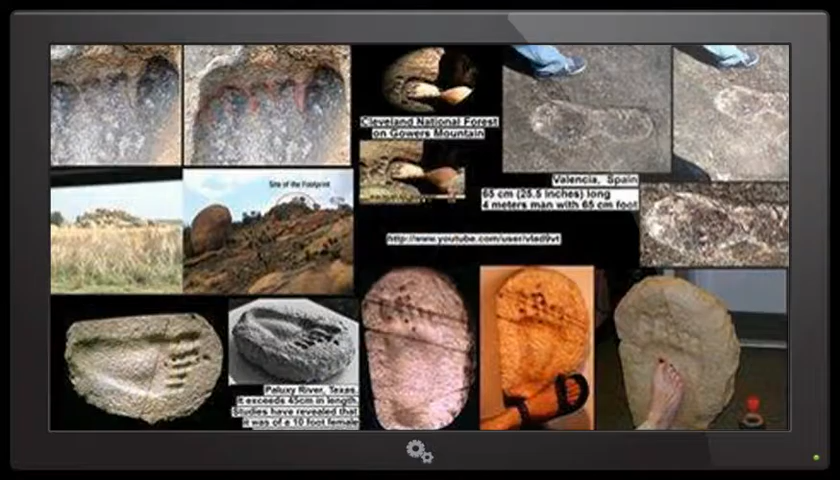 Cleveland National Forest
on Gowers Mountain
Site of the Footprint
Valencia, Spain
65 cm (25.5 inches) long
4 meters man with 65 cm foot
http://www.youtube.com/user/vlad9vt
Paluxy River, Texas.
It exceeds 45cm in length.
Studies have revealed that
it was of a 10 foot female